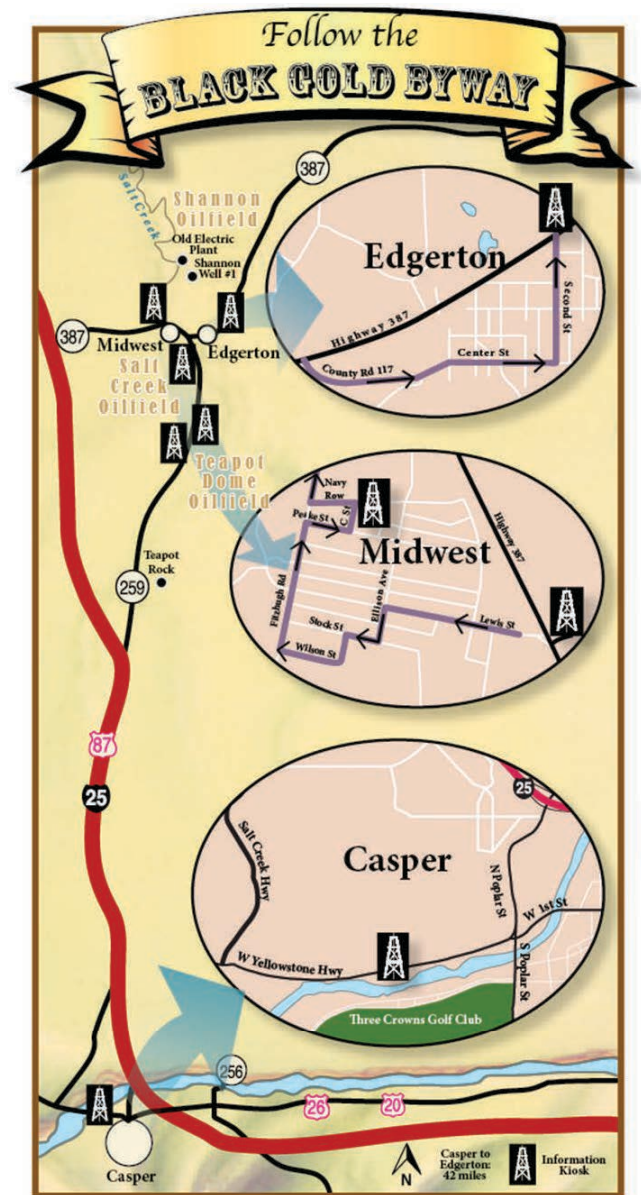 Follow the
BLACK GOLD BYWAY
387
Salt Creek
Shannon
Oilfield
Old Electric
Plant
Shannon
Well #1
387
Midwest
Edgerton
Salt
Creek
Oilfield
Teapot
Dome
Oilfield
Teapot
Rock
259
87
25
Edgerton
Highway 387
Second St
Center St
County Rd 117
Navy
Row
Peake St
C St
Midwest
Highway 387
Fitzhugh Rd
Ellison Ave
Stock St
Lewis St
Wilson St
25
Salt Creek Hwy
Casper
N Poplar St
W 1st St
W Yellowstone Hwy
S Poplar St
Three Crowns Golf Club
256
26
20
Casper
N
Casper to
Edgerton:
42 miles
Information
Kiosk